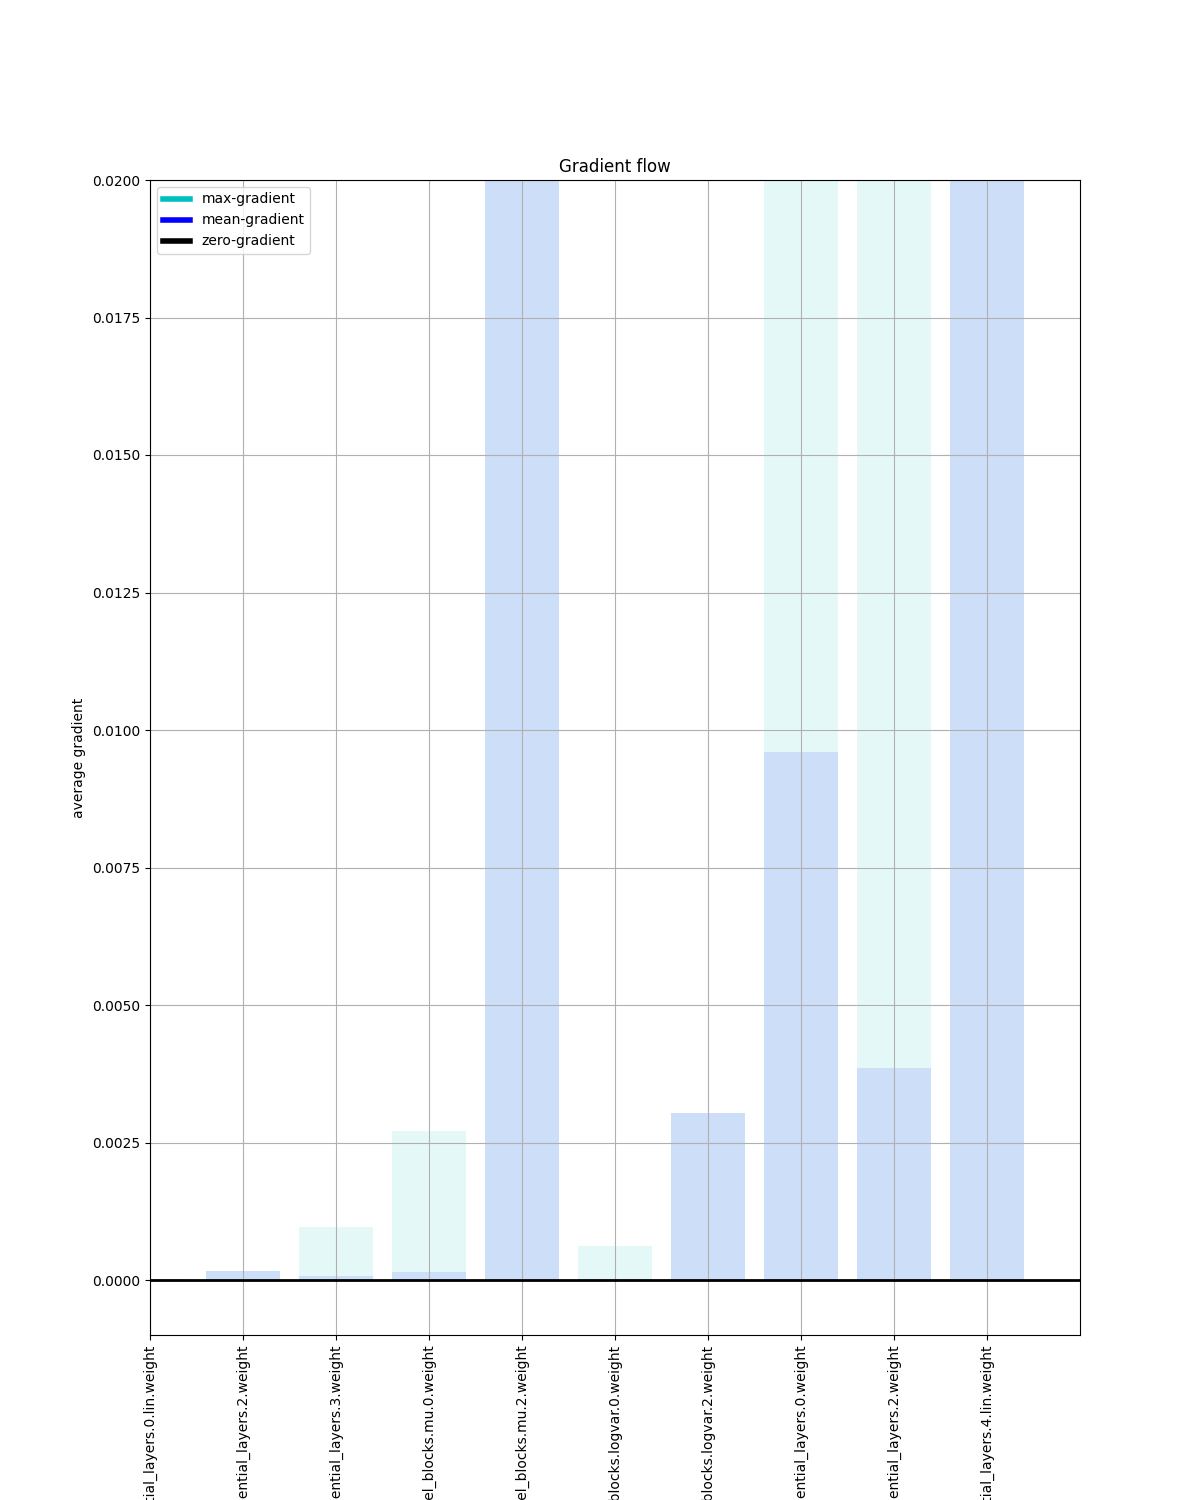 Gradient flow
max-gradient
mean-gradient
zero-gradient
0.0200
0.0175
0.0150
0.0125
0.0100
0.0075
0.0050
0.0025
0.0000
average gradient
tial_layers.0.lin.weight
ential_layers.2.weight
ential_layers.3.weight
el_blocks.mu.0.weight
el_blocks.mu.2.weight
blocks.logvar.0.weight
blocks.logvar.2.weight
ential_layers.0.weight
ential_layers.2.weight
tial_layers.4.lin.weight